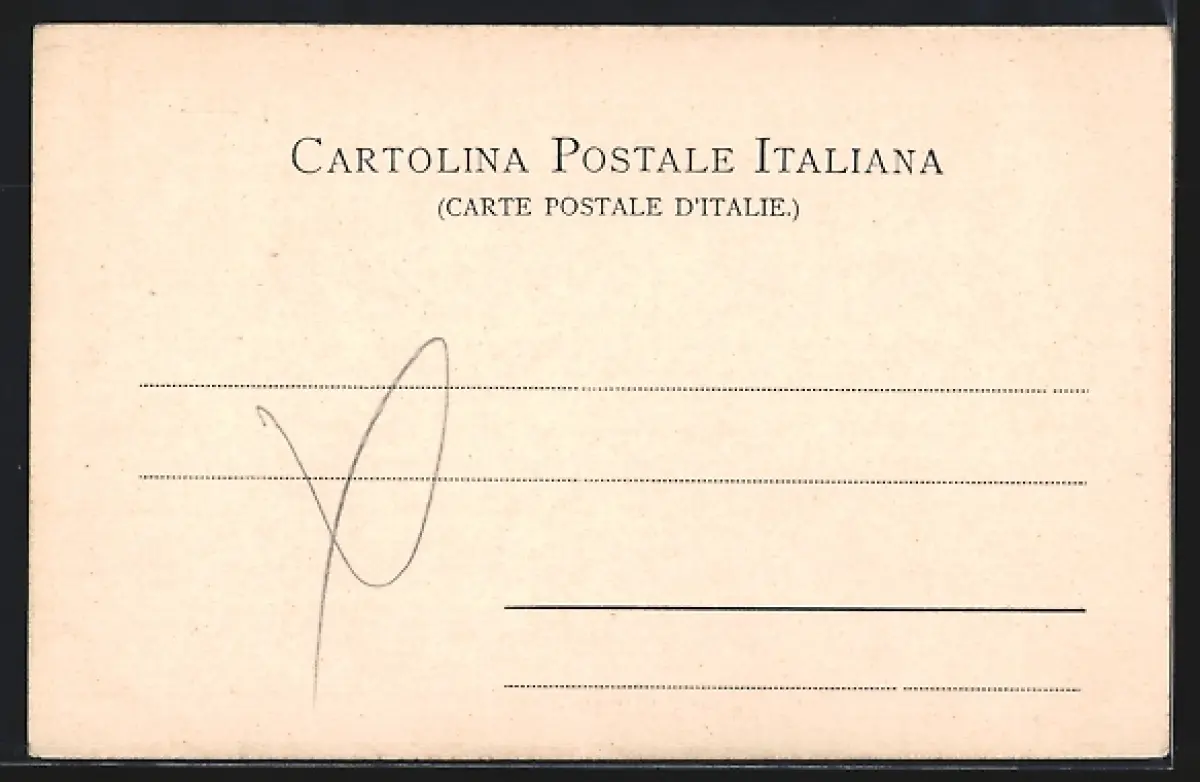 CARTOLINA POSTALE ITALIANA
(CARTE POSTALE D'ITALIE.)